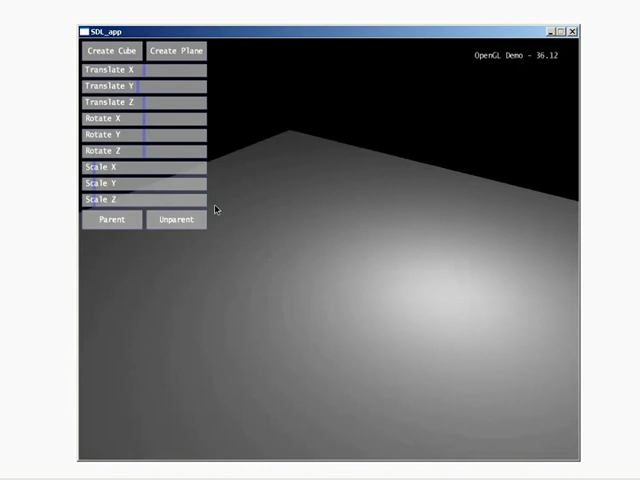 SDL_app
Create Cube Create Plane
OpenGL Demo - 36.12
Translate X
Translate Y
Translate Z
Rotate X
Rotate Y
Rotate Z
Scale X
Scale Y
Scale Z
Parent Unparent